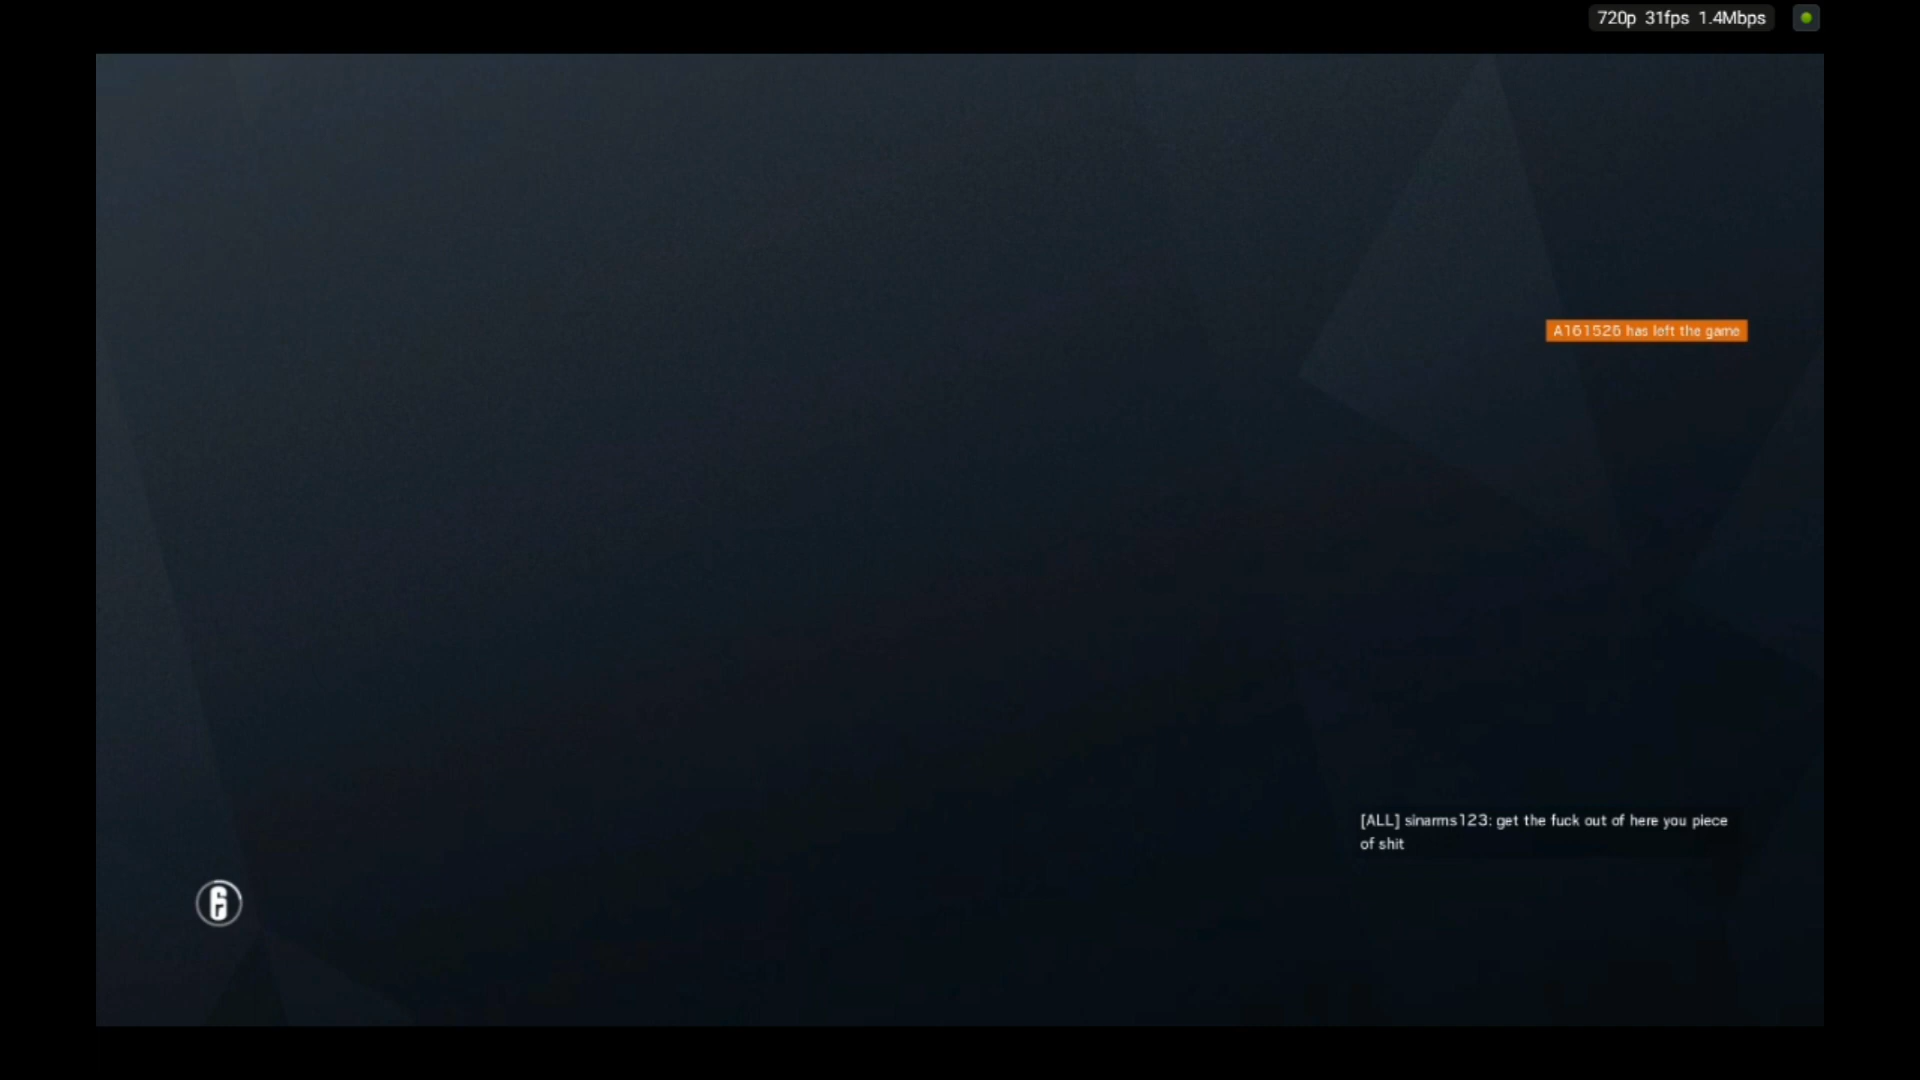 720p 31fps 1.4Mbps
A161526 has left the game
[ALL] sinarms123: get the fuck out of here you piece
of shit
6